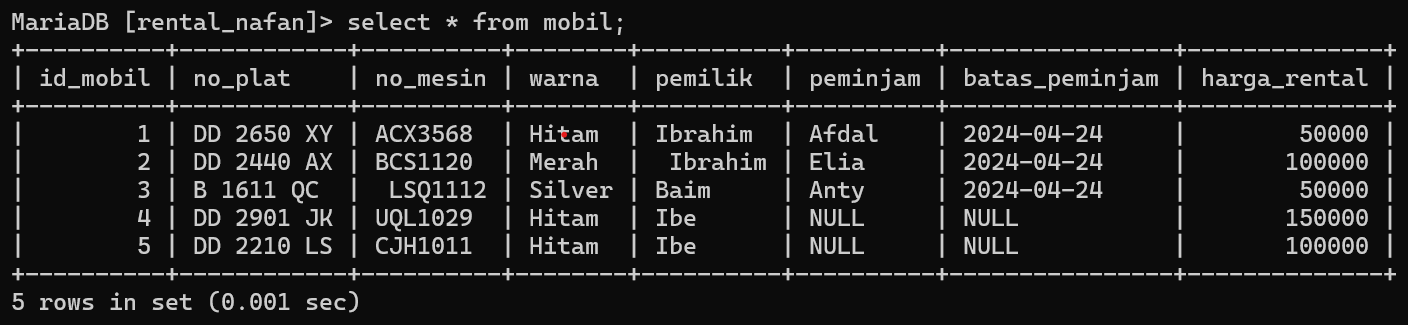 MariaDB [rental_nafan]> select * from mobil;
+----------+------------+----------+--------+----------+-----------+----------------+--------------+
| id_mobil | no_plat    | no_mesin | warna  | pemilik  | peminjam  | batas_peminjam | harga_rental |
+----------+------------+----------+--------+----------+-----------+----------------+--------------+
|        1 | DD 2650 XY | ACX3568  | Hitam  | Ibrahim  | Afdal     | 2024-04-24     |        50000 |
|        2 | DD 2440 AX | BCS1120  | Merah  |  Ibrahim | Elia      | 2024-04-24     |       100000 |
|        3 | B 1611 QC  |  LSQ1112 | Silver | Baim     | Anty      | 2024-04-24     |        50000 |
|        4 | DD 2901 JK | UQL1029  | Hitam  | Ibe      | NULL      | NULL           |       150000 |
|        5 | DD 2210 LS | CJH1011  | Hitam  | Ibe      | NULL      | NULL           |       100000 |
+----------+------------+----------+--------+----------+-----------+----------------+--------------+
5 rows in set (0.001 sec)